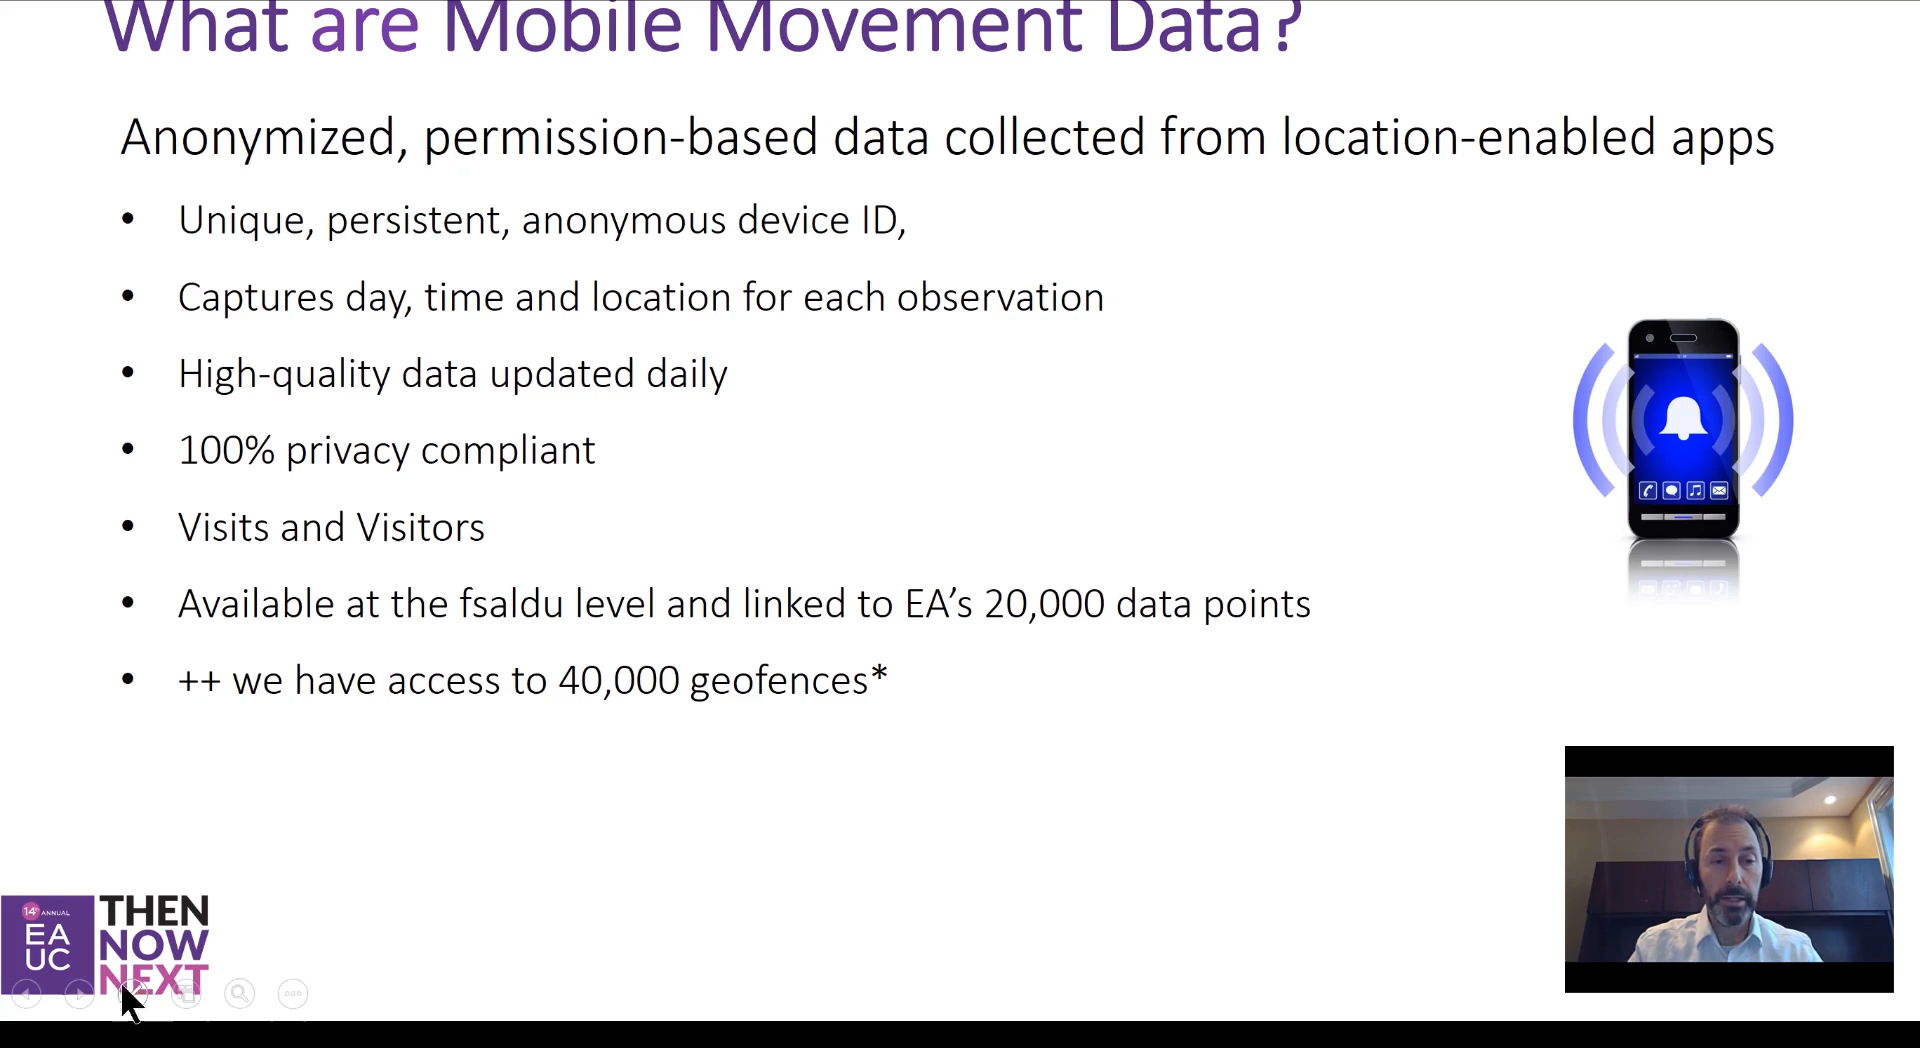 What are Mobile Movement Data?
Anonymized, permission-based data collected from location-enabled apps
• Unique, persistent, anonymous device ID,
• Captures day, time and location for each observation
• High-quality data updated daily
• 100% privacy compliant
• Visits and Visitors
• Available at the fsaldu level and linked to EA’s 20,000 data points
• ++ we have access to 40,000 geofences*
14th ANNUAL
EA
UC
THEN
NOW
NEXT